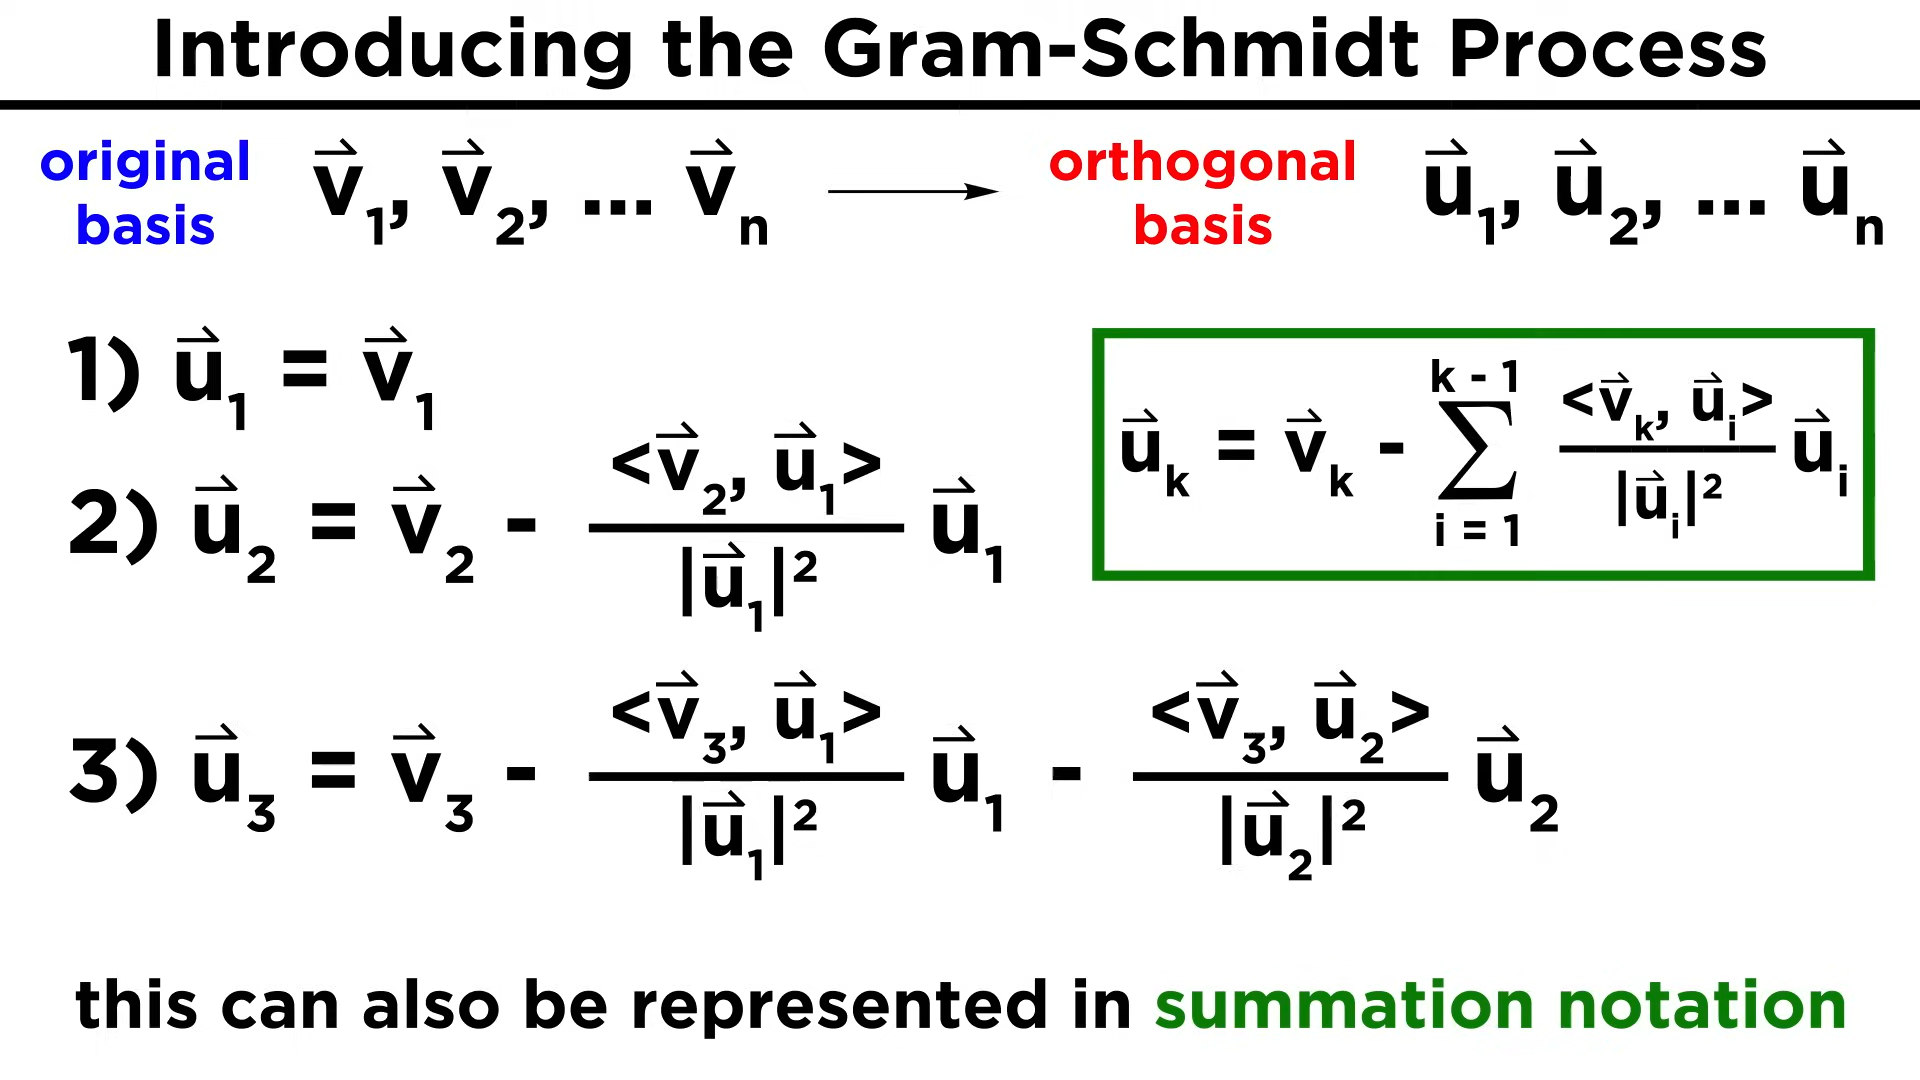 Introducing the Gram-Schmidt Process
original basis v⃗₁, v⃗₂, ... v⃗ₙ ⟶ orthogonal basis u⃗₁, u⃗₂, ... u⃗ₙ
1) u⃗₁ = v⃗₁
2) u⃗₂ = v⃗₂ - <v⃗₂, u⃗₁> / |u⃗₁|² u⃗₁
u⃗ₖ = v⃗ₖ - ∑ (i = 1 to k - 1) <v⃗ₖ, u⃗ᵢ> / |u⃗ᵢ|² u⃗ᵢ
3) u⃗₃ = v⃗₃ - <v⃗₃, u⃗₁> / |u⃗₁|² u⃗₁ - <v⃗₃, u⃗₂> / |u⃗₂|² u⃗₂
this can also be represented in summation notation